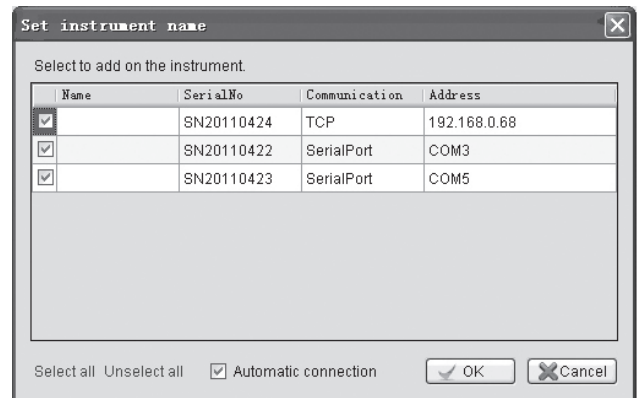 Set instrument name
Select to add on the instrument.
Name SerialNo Communication Address
SN20110424 TCP 192.168.0.68
SN20110422 SerialPort COM3
SN20110423 SerialPort COM5
Select all Unselect all Automatic connection OK Cancel